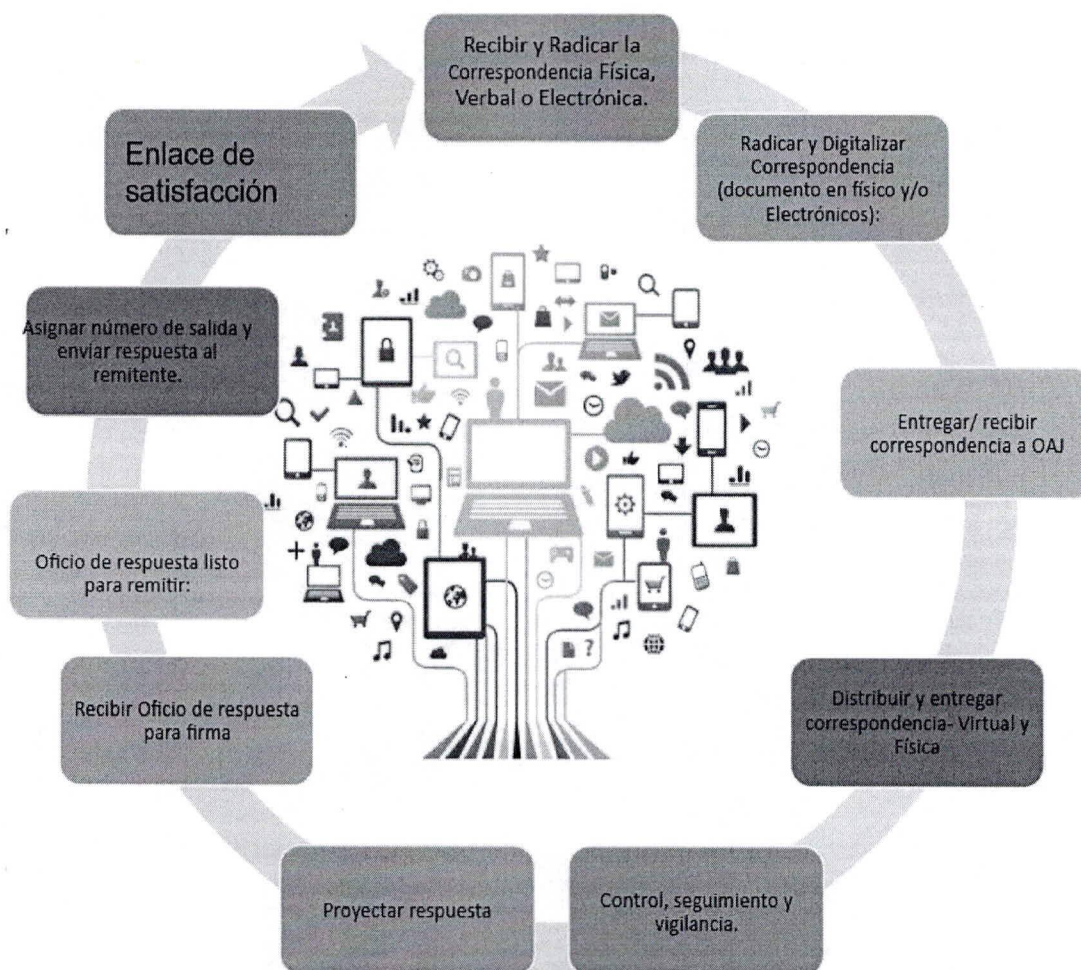 Recibir y Radicar la
Correspondencia Física,
Verbal o Electrónica.
Radicar y Digitalizar
Correspondencia
(documento en físico y/o
Electrónicos):
Entregar/ recibir
correspondencia a OAJ
Distribuir y entregar
correspondencia- Virtual y
Física
Control, seguimiento y
vigilancia.
Proyectar respuesta
Recibir Oficio de respuesta
para firma
Oficio de respuesta listo
para remitir:
Asignar número de salida y
enviar respuesta al
remitente.
Enlace de
satisfacción